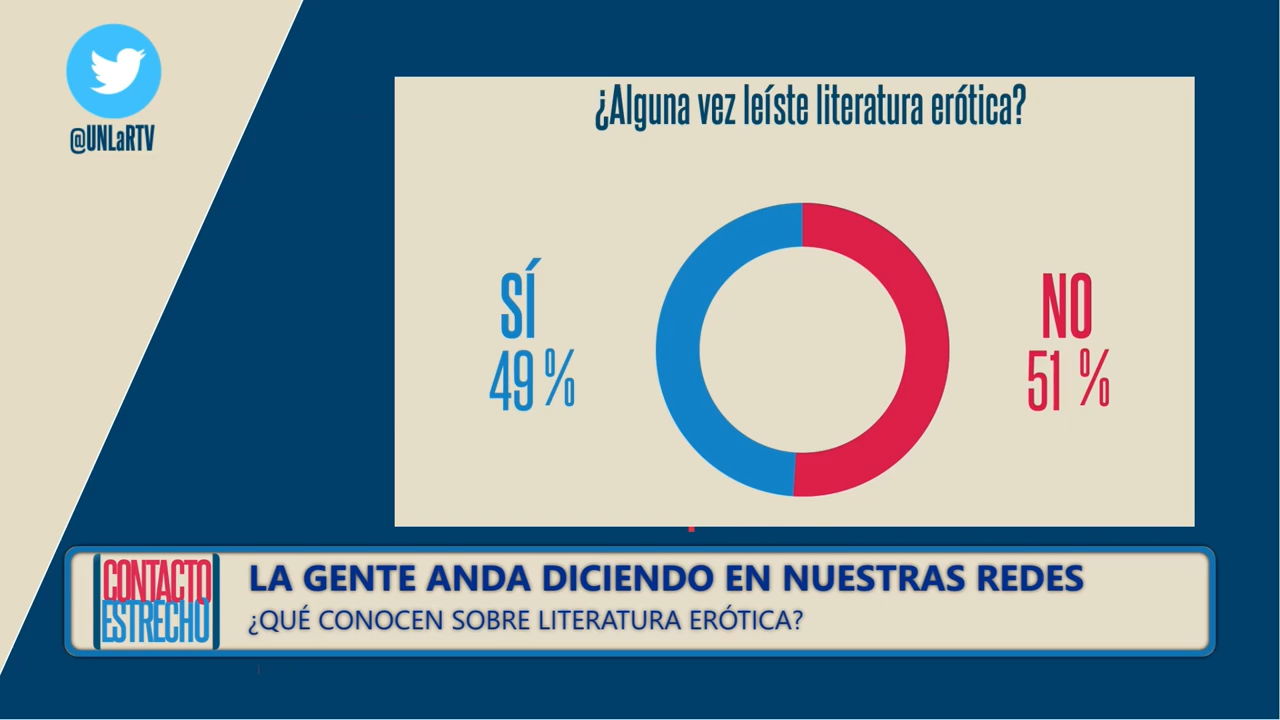 @UNLaRTV
¿Alguna vez leíste literatura erótica?
SÍ
49 %
NO
51 %
CONTACTO
ESTRECHO
LA GENTE ANDA DICIENDO EN NUESTRAS REDES
¿QUÉ CONOCEN SOBRE LITERATURA ERÓTICA?